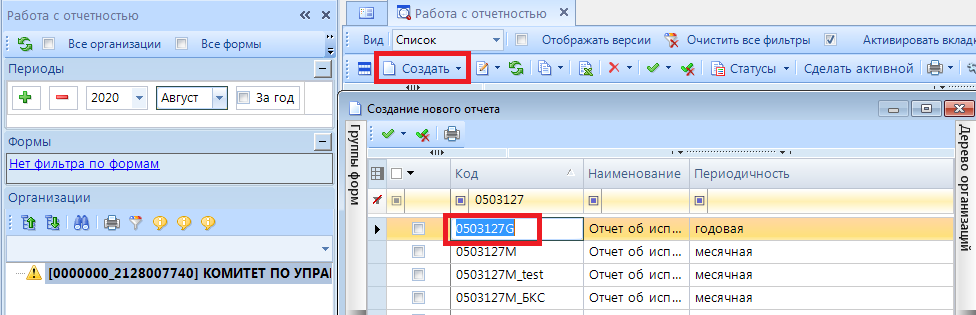 Работа с отчетностью
Все организации Все формы
Периоды
2020 Август За год
Формы
Нет фильтра по формам
Организации
[0000000_2128007740] КОМИТЕТ ПО УПРАВ
Работа с отчетностью
Вид Список Отображать версии Очистить все фильтры Активировать вкладк
Создать Статусы Сделать активной
Создание нового отчета
Группы форм
Дерево организаций
Код Наименование Периодичность
0503127
0503127G Отчет об исп... годовая
0503127M Отчет об исп... месячная
0503127M_test Отчет об исп... месячная
0503127M_БКС Отчет об исп... месячная